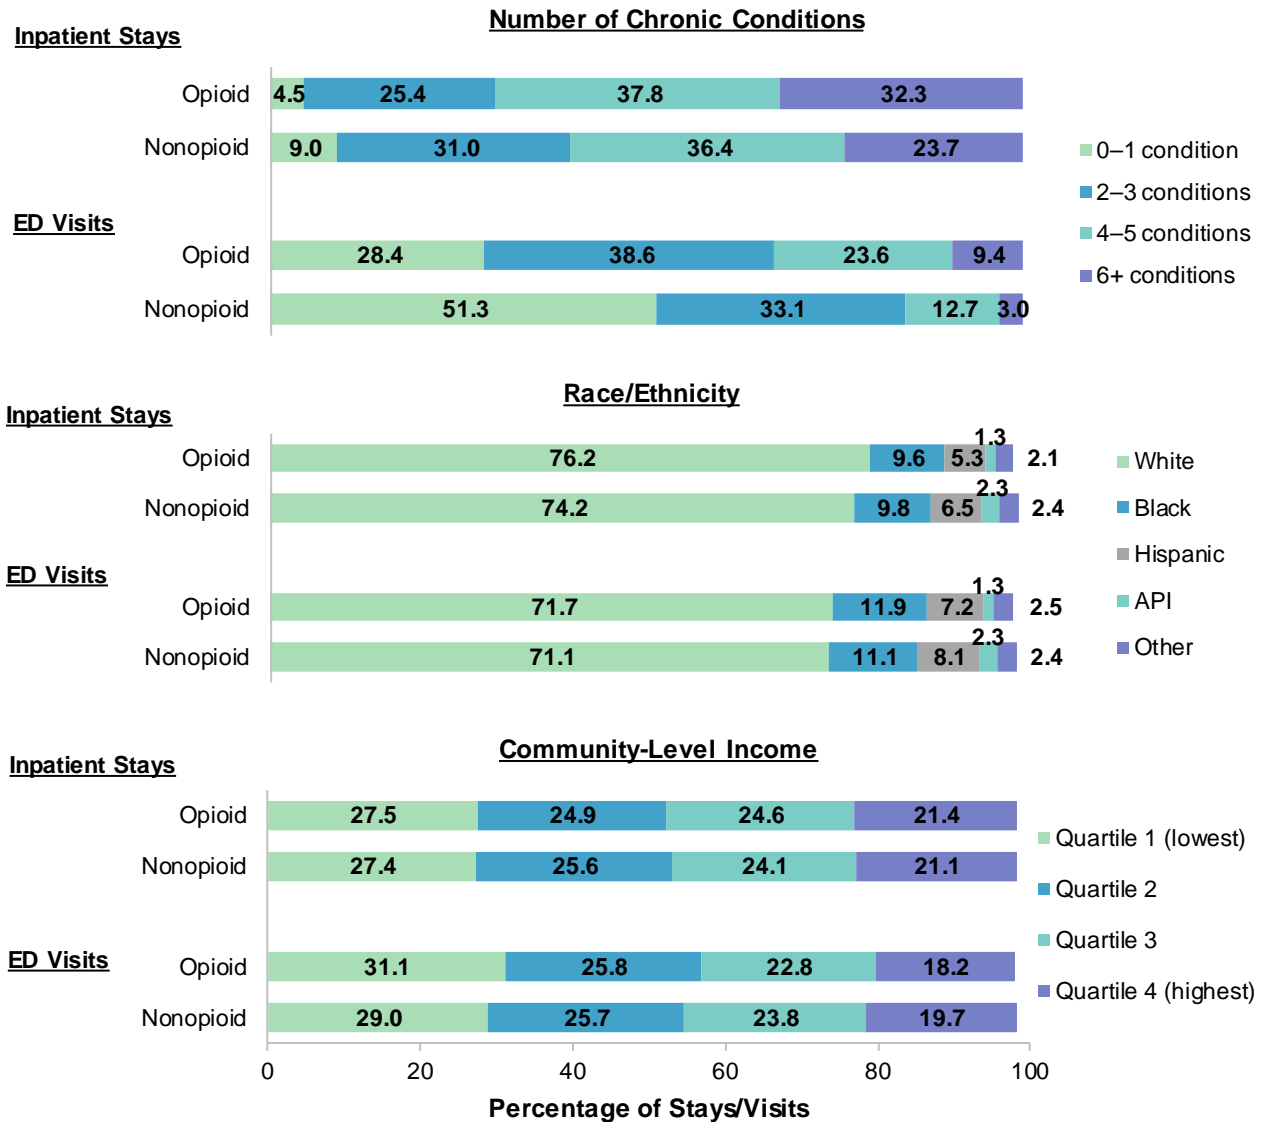 Number of Chronic Conditions
Inpatient Stays
Opioid 4.5 25.4 37.8 32.3
Nonopioid 9.0 31.0 36.4 23.7
ED Visits
Opioid 28.4 38.6 23.6 9.4
Nonopioid 51.3 33.1 12.7 3.0
0–1 condition
2–3 conditions
4–5 conditions
6+ conditions
Race/Ethnicity
Inpatient Stays
Opioid 76.2 9.6 5.3 1.3 2.1
Nonopioid 74.2 9.8 6.5 2.3 2.4
ED Visits
Opioid 71.7 11.9 7.2 1.3 2.5
Nonopioid 71.1 11.1 8.1 2.3 2.4
White
Black
Hispanic
API
Other
Community-Level Income
Inpatient Stays
Opioid 27.5 24.9 24.6 21.4
Nonopioid 27.4 25.6 24.1 21.1
ED Visits
Opioid 31.1 25.8 22.8 18.2
Nonopioid 29.0 25.7 23.8 19.7
Quartile 1 (lowest)
Quartile 2
Quartile 3
Quartile 4 (highest)
0 20 40 60 80 100
Percentage of Stays/Visits